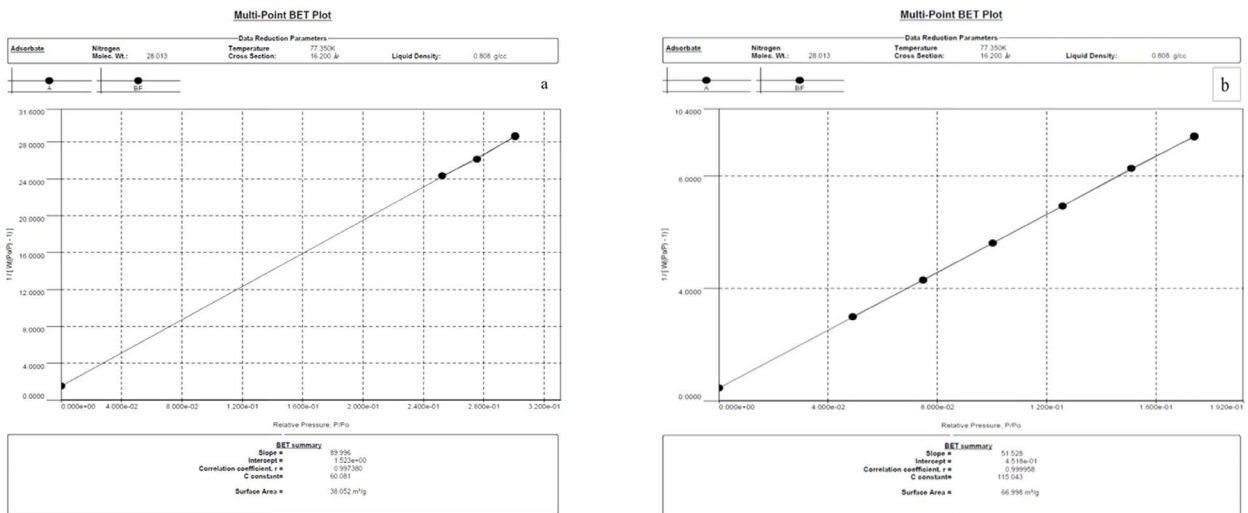 Multi-Point BET Plot
Data Reduction Parameters
Adsorbate Nitrogen Temperature 77.350K
Molec. Wt.: 28.013 Cross Section: 16.200 Å² Liquid Density: 0.808 g/cc
A BF
a
31.6000
28.0000
24.0000
20.0000
16.0000
12.0000
8.0000
4.0000
0.0000
1 / [ W((Po/P) - 1) ]
0.000e+00 4.000e-02 8.000e-02 1.200e-01 1.600e-01 2.000e-01 2.400e-01 2.800e-01 3.200e-01
Relative Pressure, P/Po
BET summary
Slope = 89.996
Intercept = 1.523e+00
Correlation coefficient, r = 0.997380
C constant= 60.081
Surface Area = 38.052 m²/g
Multi-Point BET Plot
Data Reduction Parameters
Adsorbate Nitrogen Temperature 77.350K
Molec. Wt.: 28.013 Cross Section: 16.200 Å² Liquid Density: 0.808 g/cc
A BF
b
10.4000
8.0000
4.0000
0.0000
1 / [ W((Po/P) - 1) ]
0.000e+00 4.000e-02 8.000e-02 1.200e-01 1.600e-01 1.920e-01
Relative Pressure, P/Po
BET summary
Slope = 51.528
Intercept = 4.518e-01
Correlation coefficient, r = 0.999958
C constant= 115.043
Surface Area = 66.998 m²/g